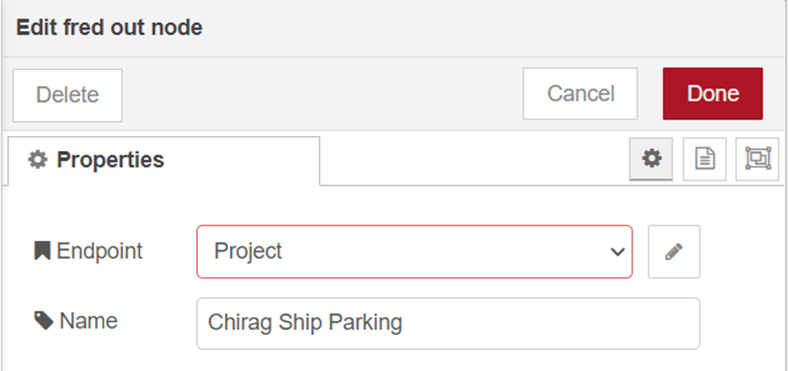 Edit fred out node
Delete
Cancel
Done
Properties
Endpoint
Project
Name
Chirag Ship Parking